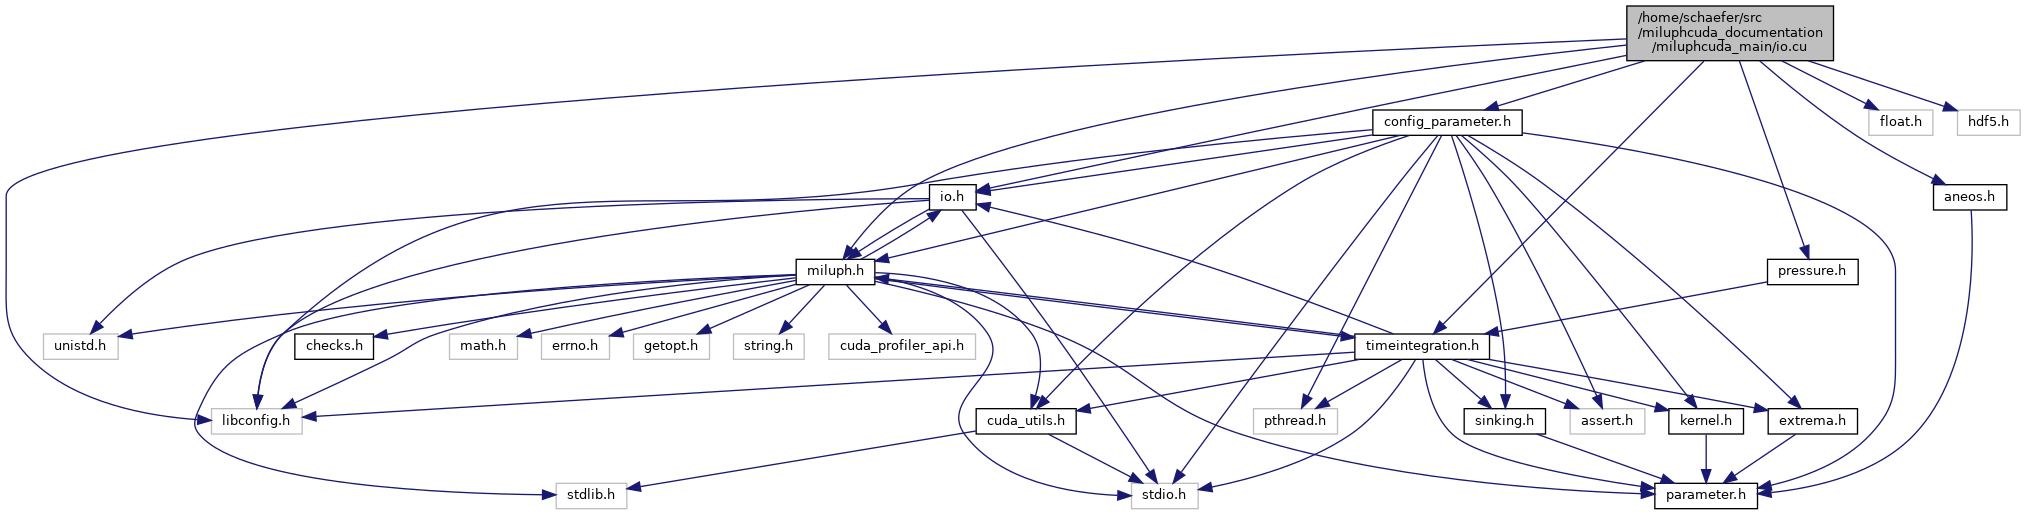 /home/schaefer/src
/miluphcuda_documentation
/miluphcuda_main/io.cu
config_parameter.h
float.h
hdf5.h
io.h
aneos.h
miluph.h
pressure.h
unistd.h
checks.h
math.h
errno.h
getopt.h
string.h
cuda_profiler_api.h
timeintegration.h
libconfig.h
cuda_utils.h
pthread.h
sinking.h
assert.h
kernel.h
extrema.h
stdlib.h
stdio.h
parameter.h